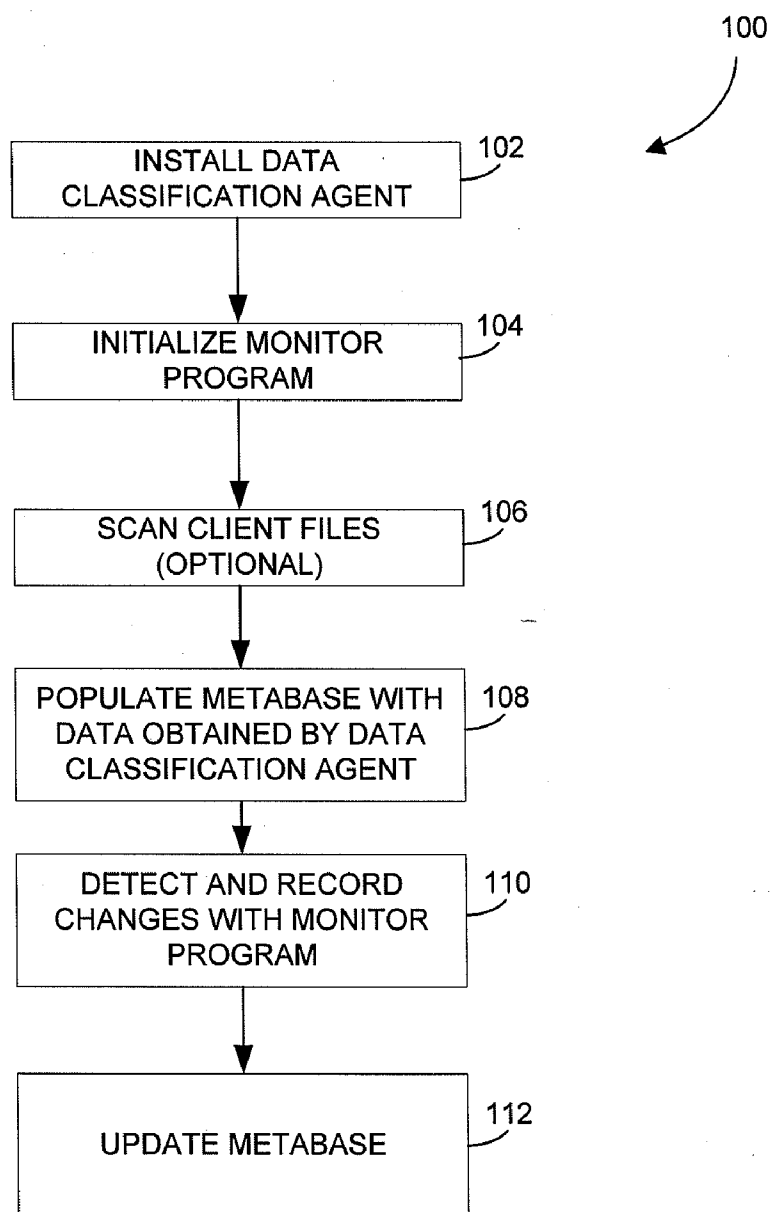 100
INSTALL DATA
CLASSIFICATION AGENT
102
INITIALIZE MONITOR
PROGRAM
104
SCAN CLIENT FILES
(OPTIONAL)
106
POPULATE METABASE WITH
DATA OBTAINED BY DATA
CLASSIFICATION AGENT
108
DETECT AND RECORD
CHANGES WITH MONITOR
PROGRAM
110
UPDATE METABASE
112